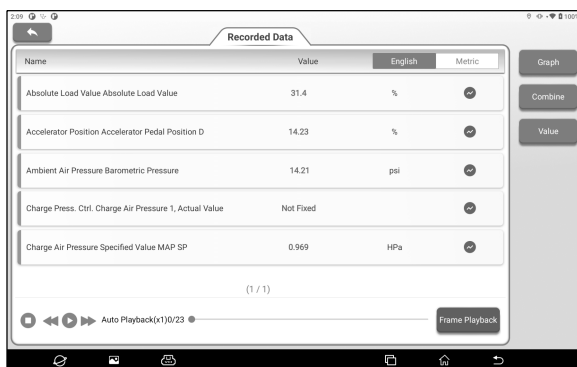 2:09 100%
Recorded Data
Name Value English Metric
Absolute Load Value Absolute Load Value 31.4 %
Accelerator Position Accelerator Pedal Position D 14.23 %
Ambient Air Pressure Barometric Pressure 14.21 psi
Charge Press. Ctrl. Charge Air Pressure 1, Actual Value Not Fixed
Charge Air Pressure Specified Value MAP SP 0.969 HPa
(1 / 1)
Auto Playback(x1)0/23
Frame Playback
Graph
Combine
Value